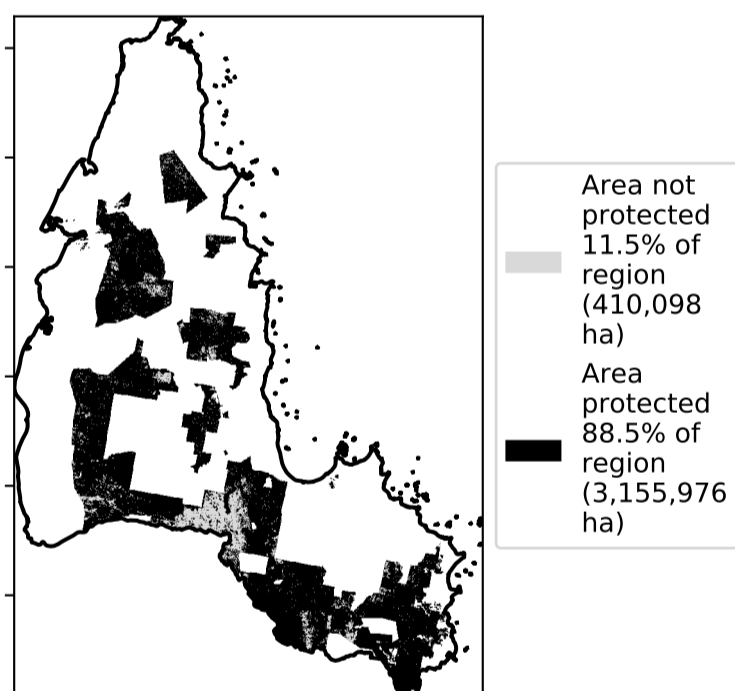 Area not
protected
11.5% of
region
(410,098
ha)
Area
protected
88.5% of
region
(3,155,976
ha)